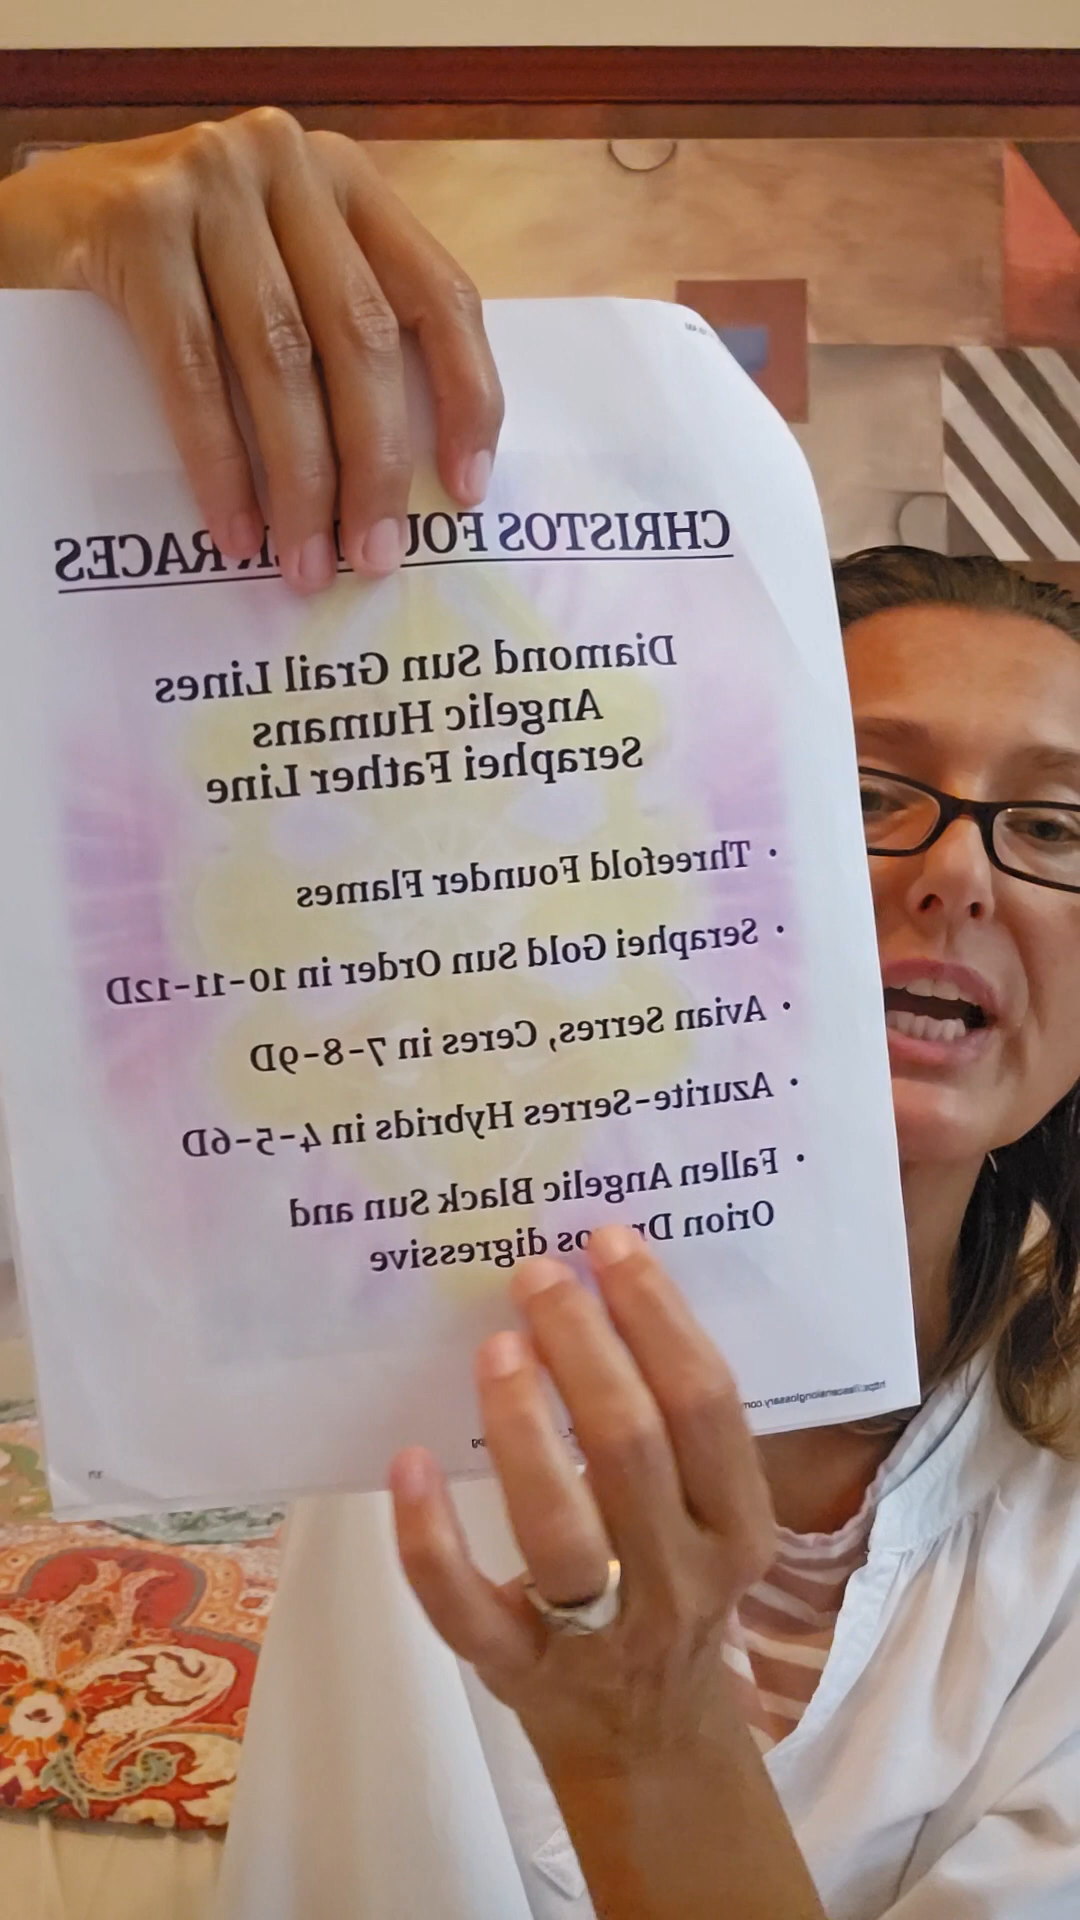 CHRISTOS RACES
Diamond Sun Grail Lines
Angelic Humans
Seraphei Father Line
• Threefold Founder Flames
• Seraphei Gold Sun Order in 10-11-12D
• Avian Serres, Ceres in 7-8-9D
• Azurite-Serres Hybrids in 4-5-6D
• Fallen Angelic Black Sun and
Orion digressive
1/1